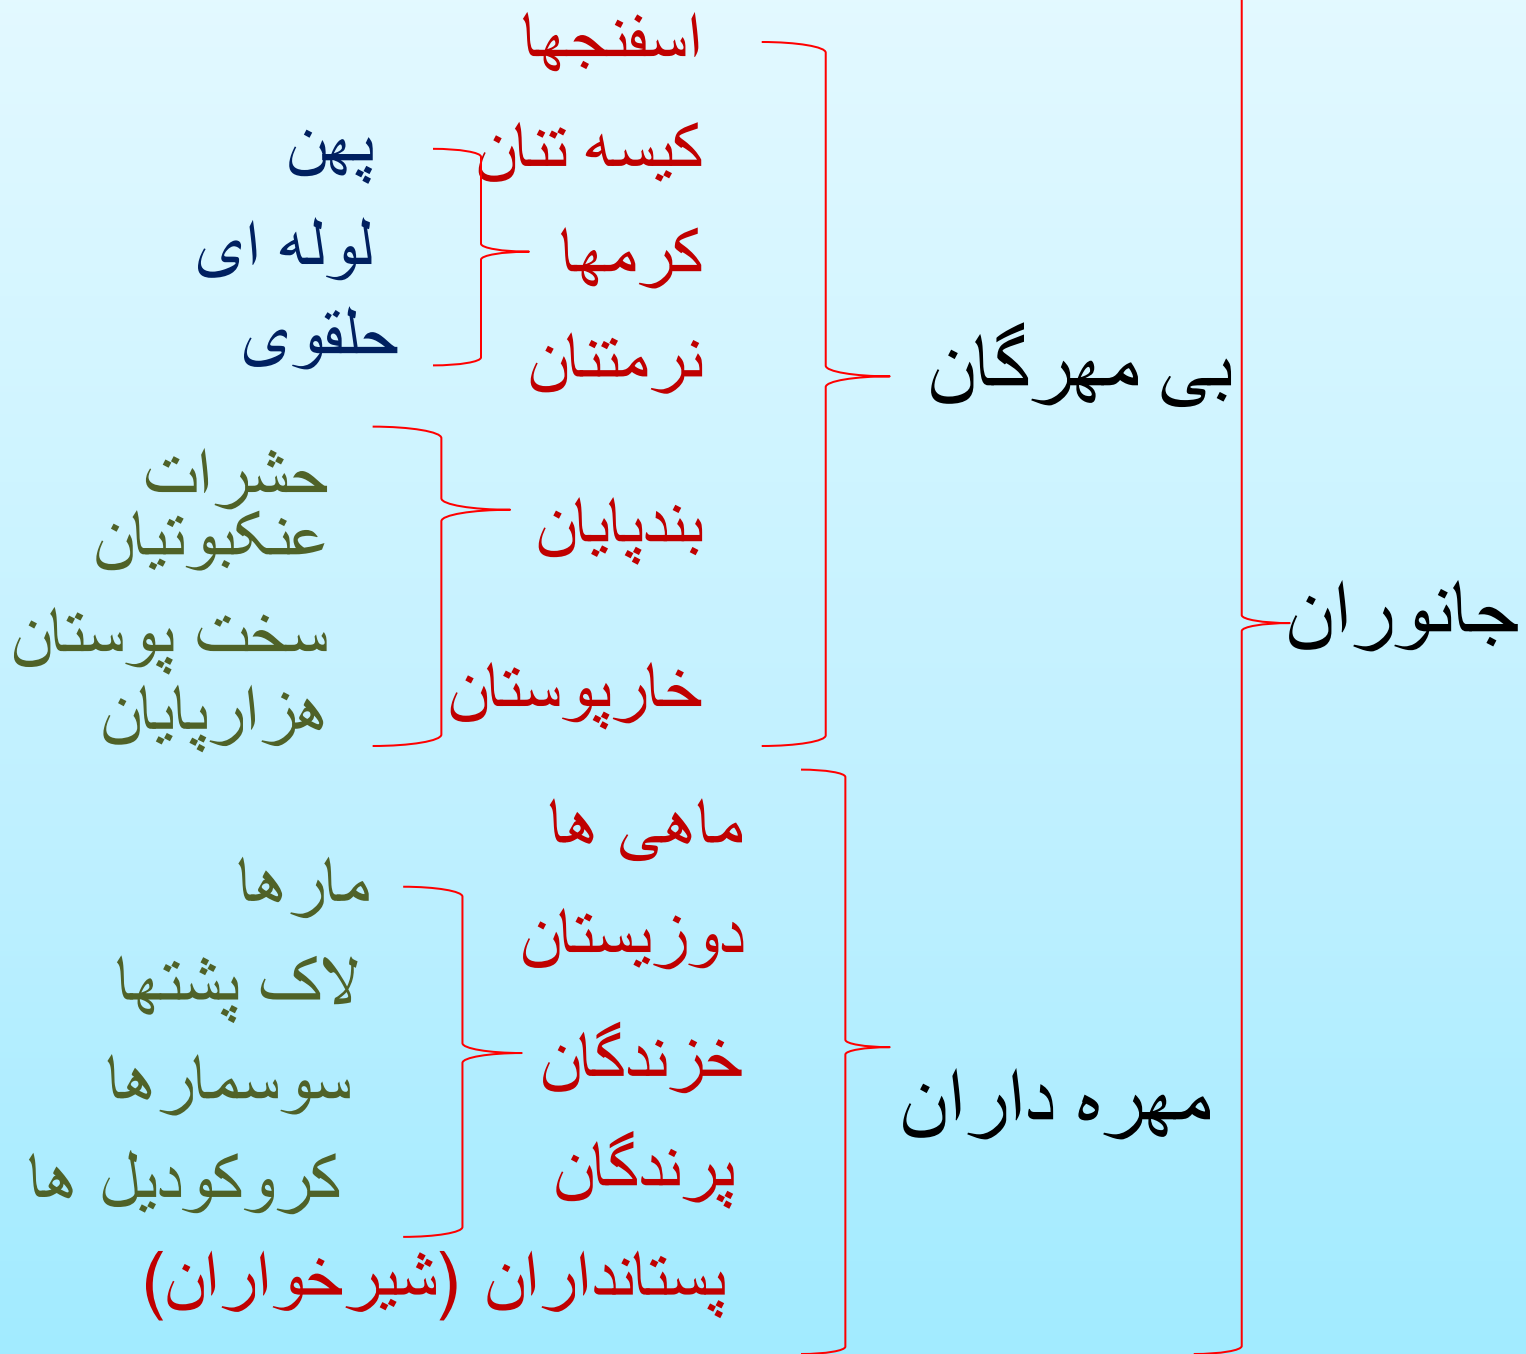 جانوران
بی مهرگان
اسفنجها
کیسه تنان
کرمها
پهن
لوله ای
حلقوی
نرمتنان
بندپایان
حشرات
عنکبوتیان
سخت پوستان
هزارپایان
خارپوستان
مهره داران
ماهی ها
دوزیستان
خزندگان
مارها
لاک پشتها
سوسمارها
کروکودیل ها
پرندگان
پستانداران (شیرخواران)